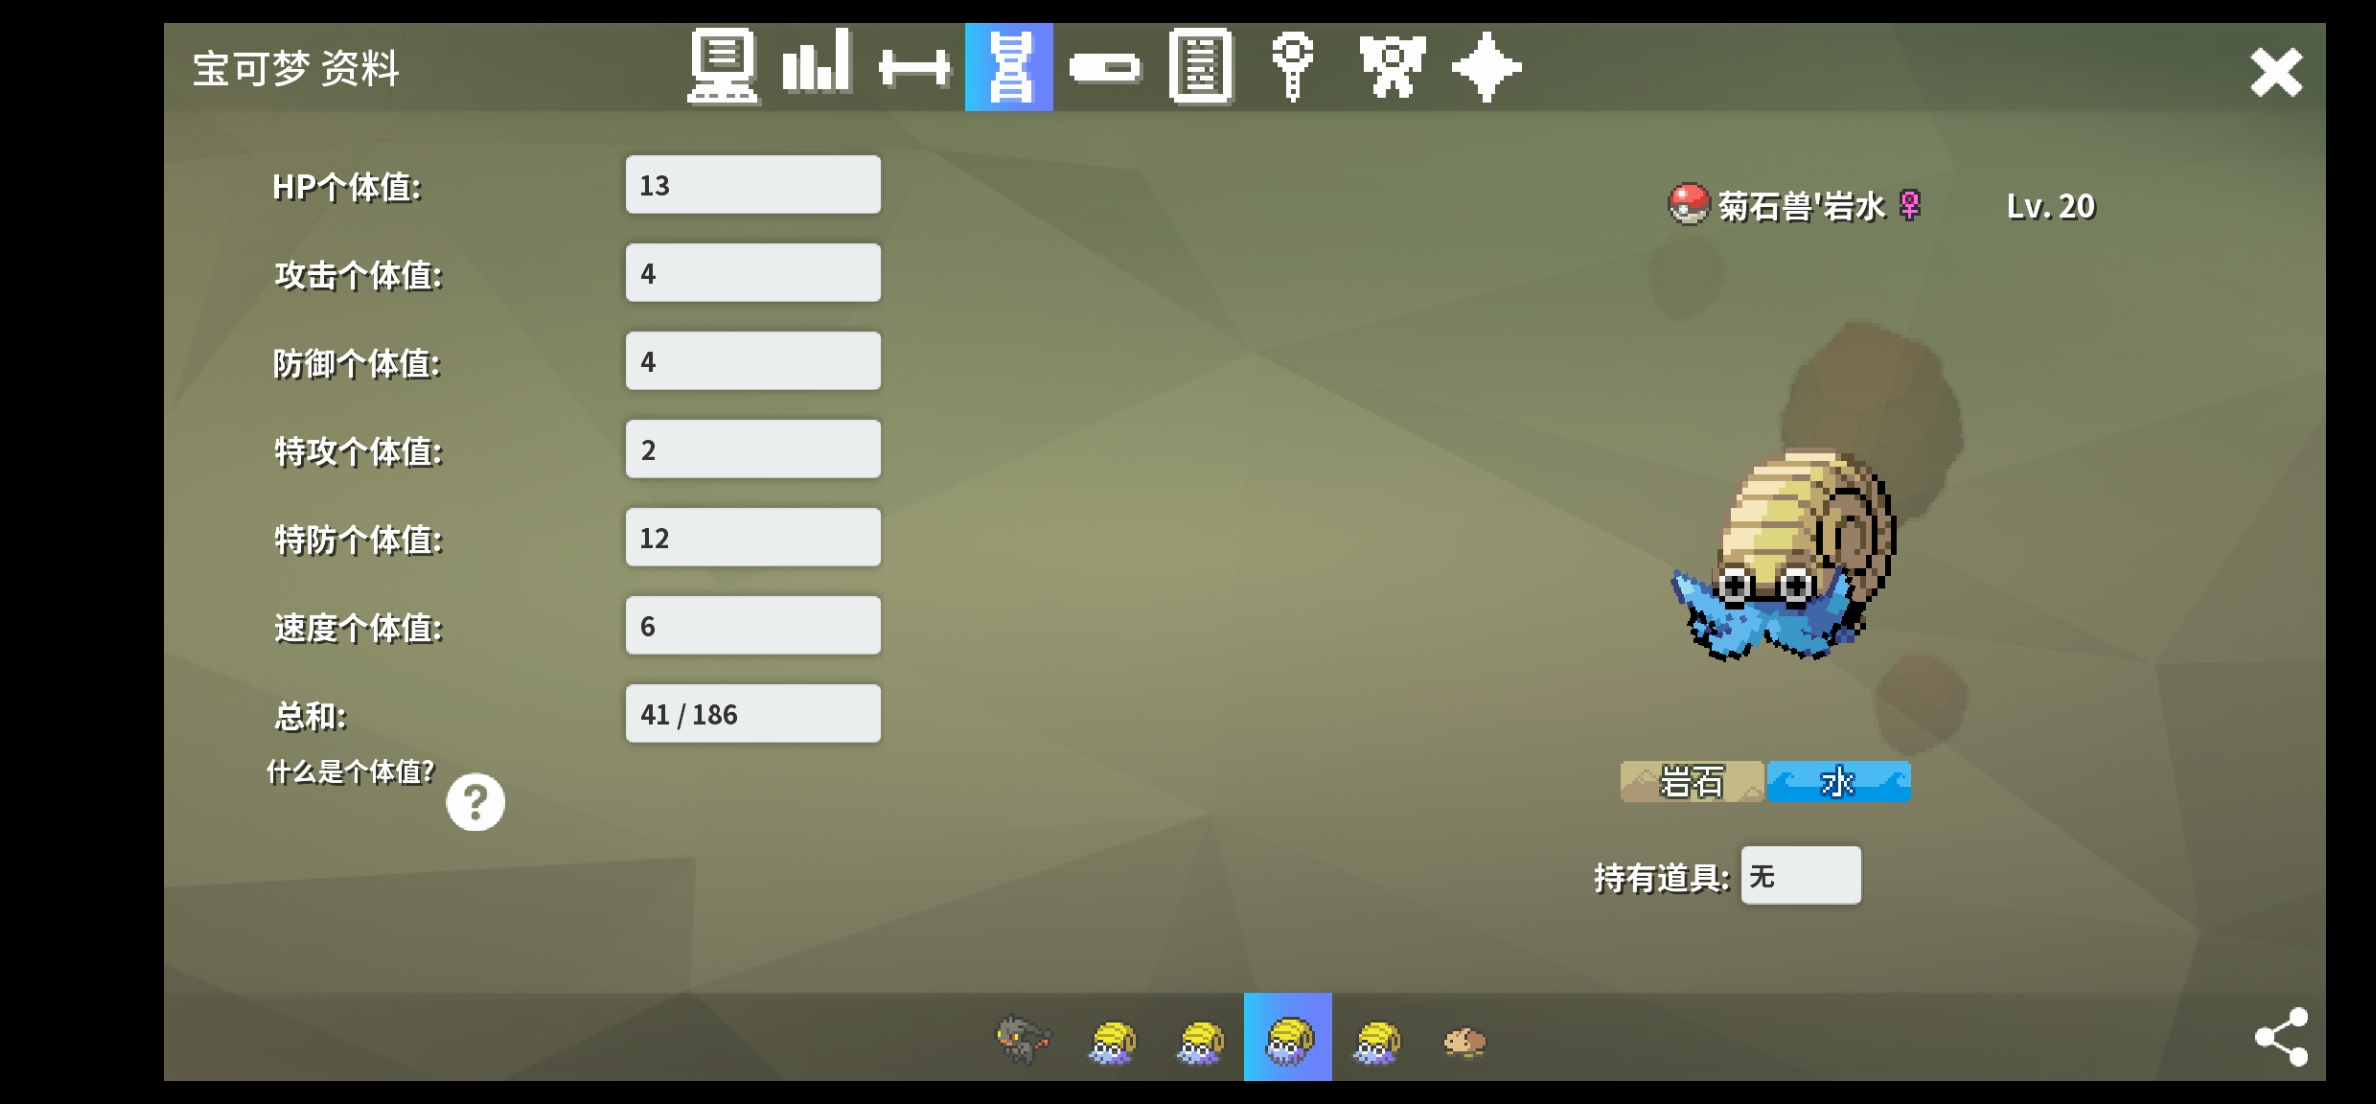 宝可梦 资料
HP个体值: 13
攻击个体值: 4
防御个体值: 4
特攻个体值: 2
特防个体值: 12
速度个体值: 6
总和: 41 / 186
什么是个体值?
?
菊石兽'岩水 ♀ Lv. 20
岩石 水
持有道具: 无